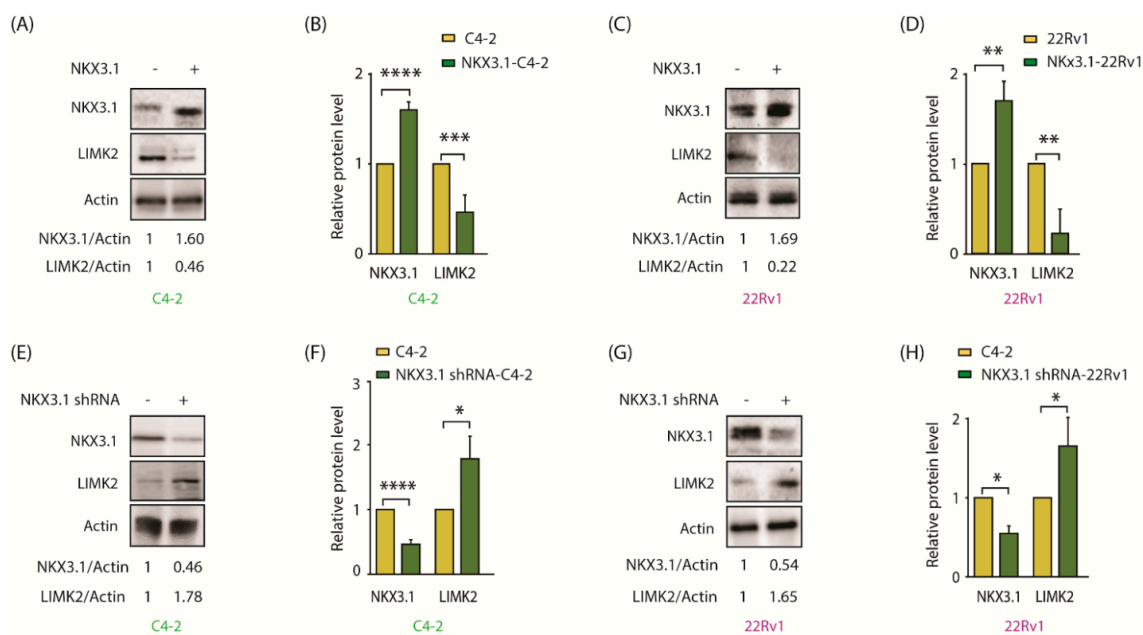 (A)
NKX3.1 - +
NKX3.1
LIMK2
Actin
NKX3.1/Actin 1 1.60
LIMK2/Actin 1 0.46
C4-2
(B)
C4-2
NKX3.1-C4-2
Relative protein level
2
1
0
****
***
NKX3.1 LIMK2
C4-2
(C)
NKX3.1 - +
NKX3.1
LIMK2
Actin
NKX3.1/Actin 1 1.69
LIMK2/Actin 1 0.22
22Rv1
(D)
22Rv1
NKx3.1-22Rv1
Relative protein level
2
1
0
**
**
NKX3.1 LIMK2
22Rv1
(E)
NKX3.1 shRNA - +
NKX3.1
LIMK2
Actin
NKX3.1/Actin 1 0.46
LIMK2/Actin 1 1.78
C4-2
(F)
C4-2
NKX3.1 shRNA-C4-2
Relative protein level
3
2
1
0
****
*
NKX3.1 LIMK2
C4-2
(G)
NKX3.1 shRNA - +
NKX3.1
LIMK2
Actin
NKX3.1/Actin 1 0.54
LIMK2/Actin 1 1.65
22Rv1
(H)
C4-2
NKX3.1 shRNA-22Rv1
Relative protein level
2
1
0
*
*
NKX3.1 LIMK2
22Rv1